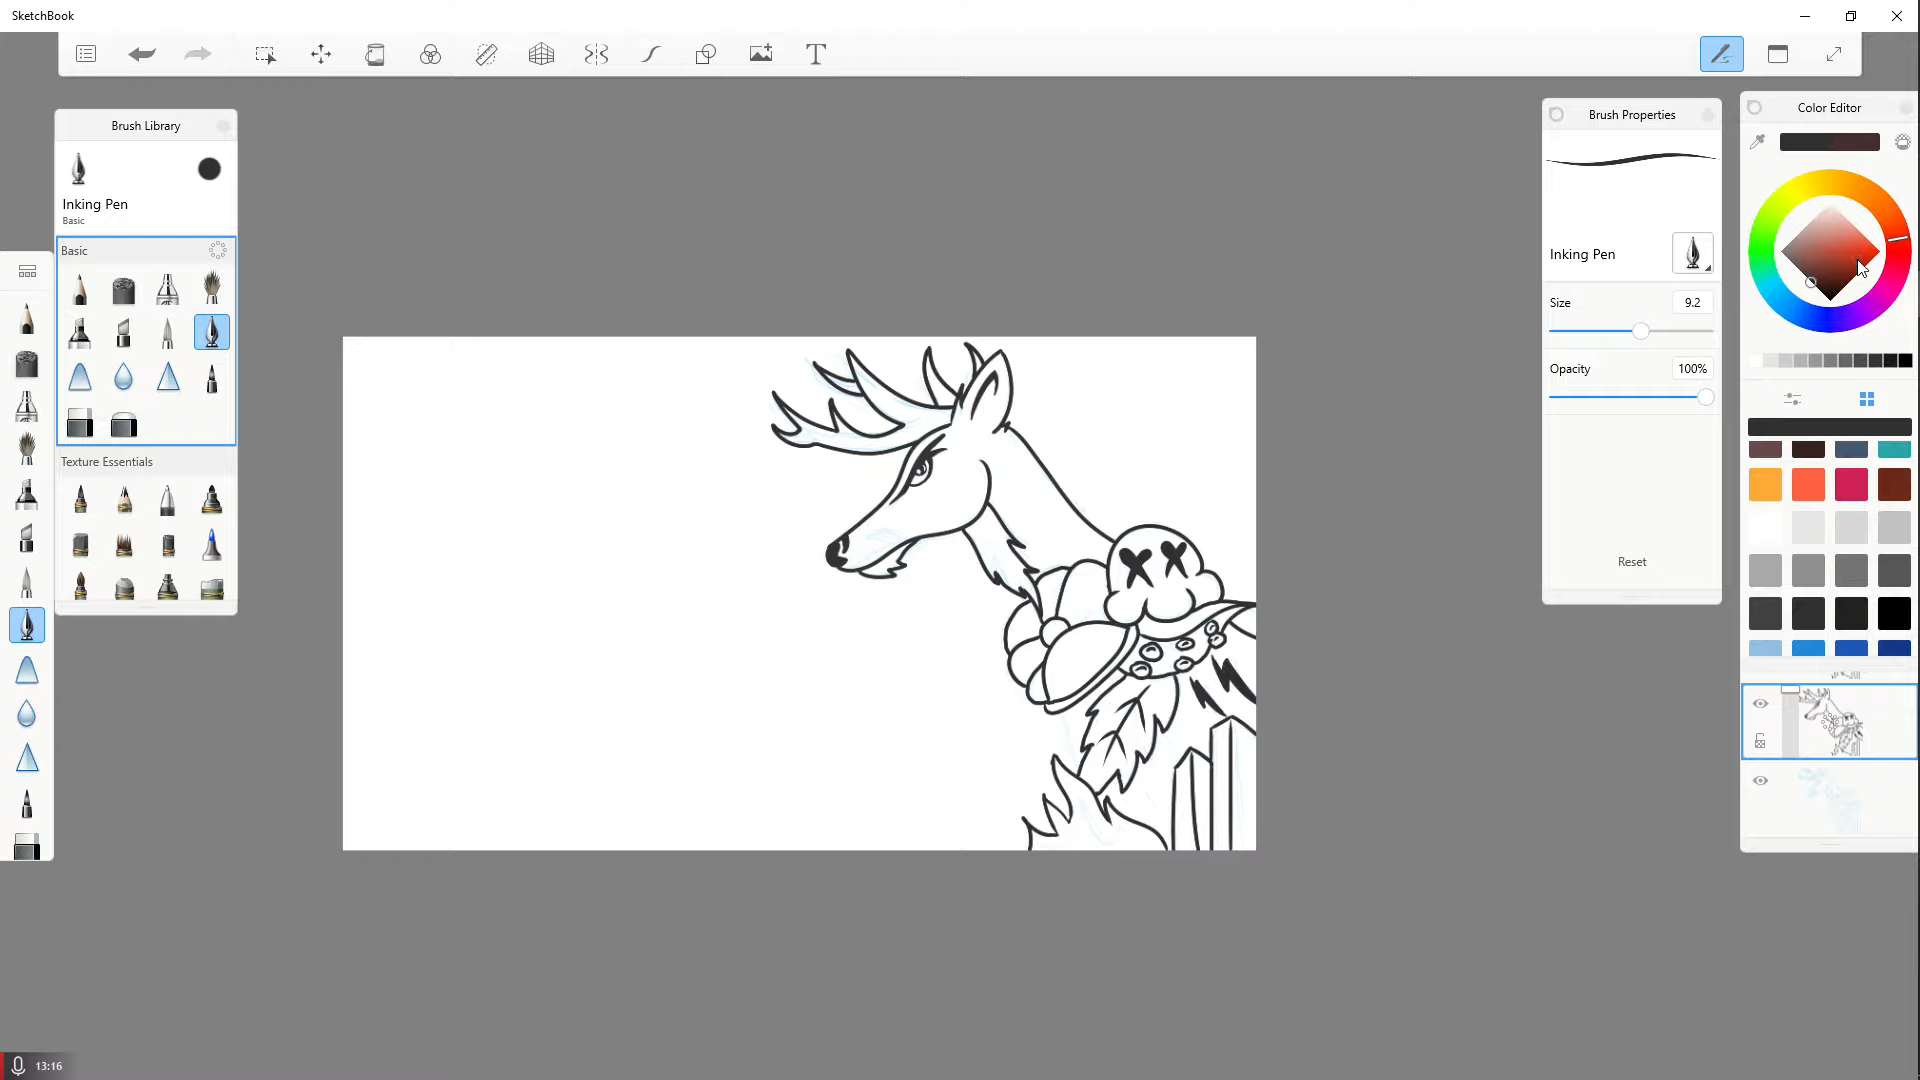 SketchBook
T
Brush Library
Inking Pen
Basic
Basic
Texture Essentials
Brush Properties
Inking Pen
Size
9.2
Opacity
100%
Reset
Color Editor
13:16